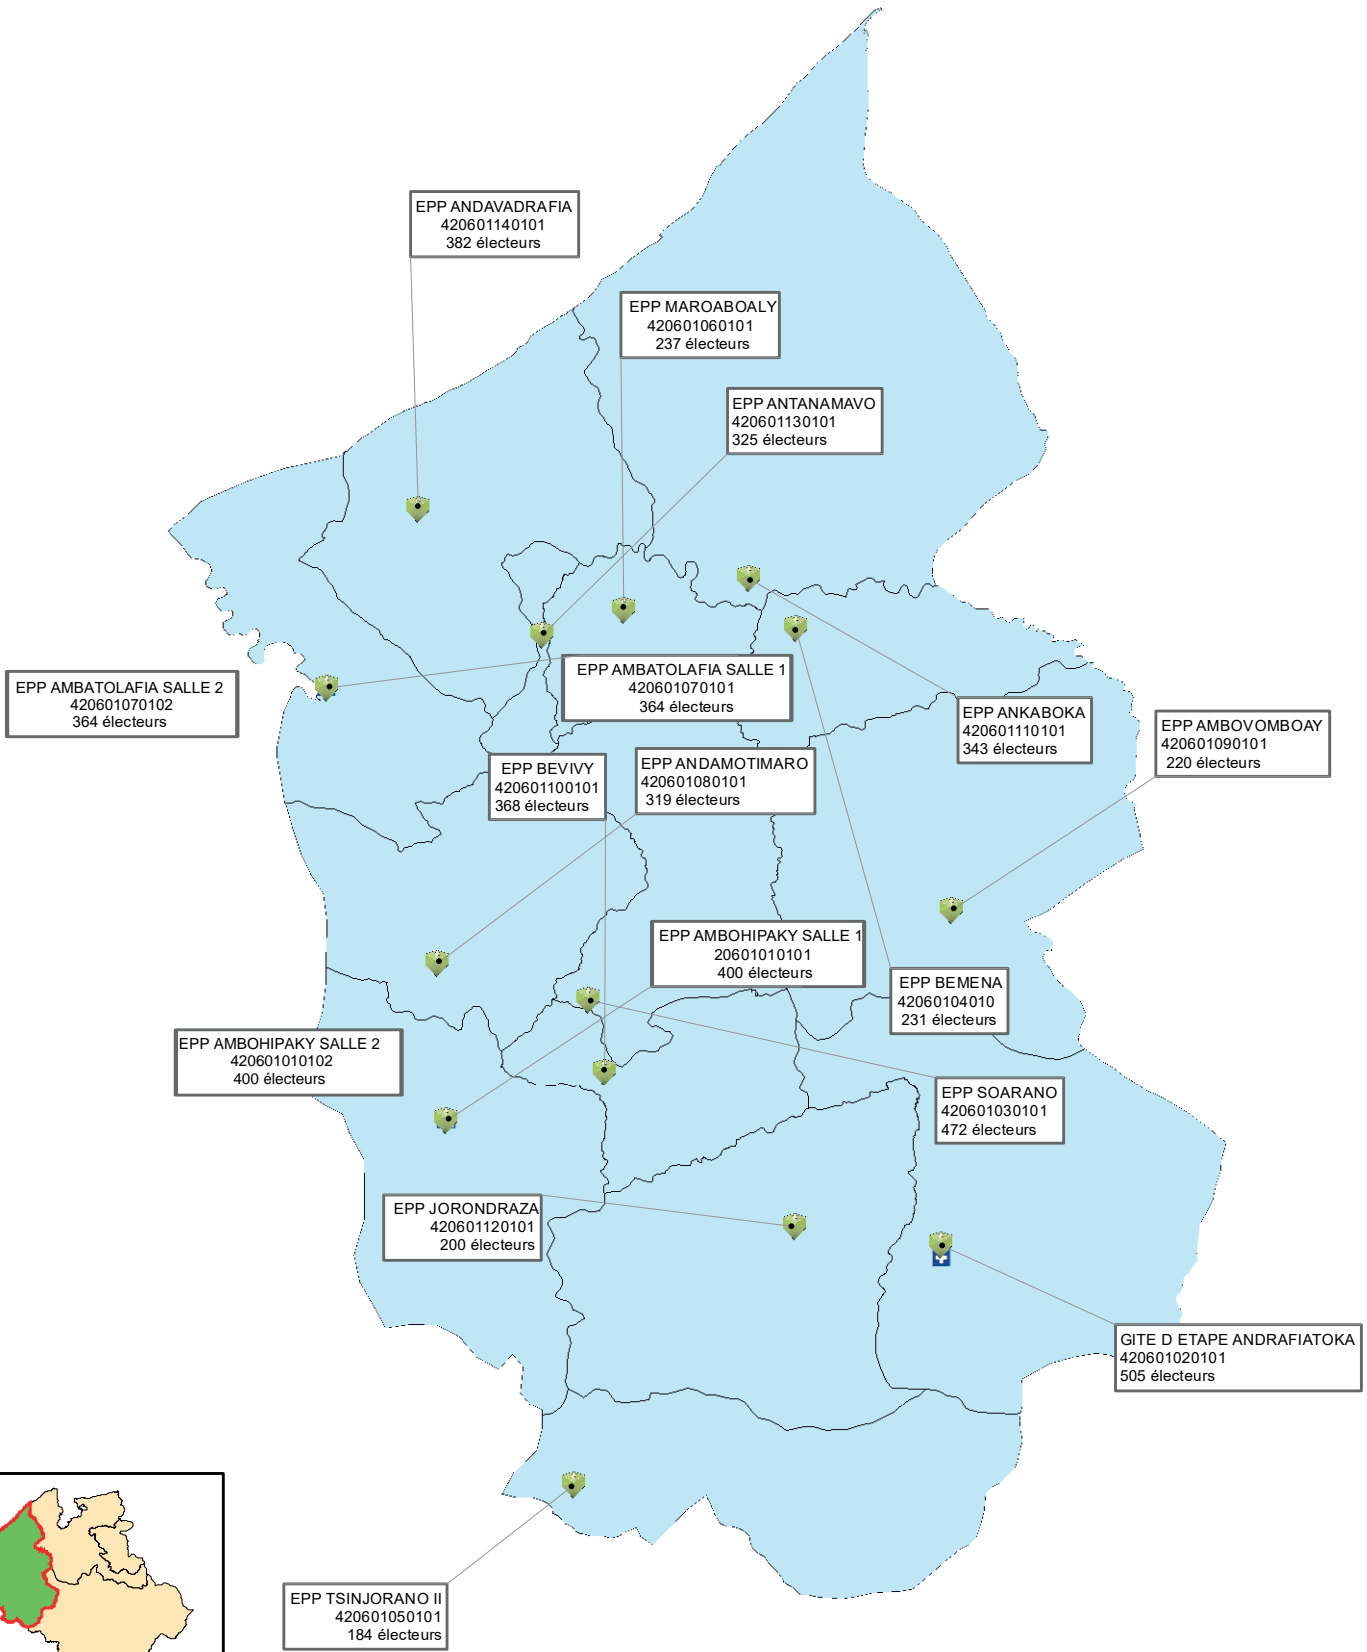 EPP ANDAVADRAFIA
420601140101
382 électeurs
EPP MAROABOALY
420601060101
237 électeurs
EPP ANTANAMAVO
420601130101
325 électeurs
EPP AMBATOLAFIA SALLE 2
420601070102
364 électeurs
EPP AMBATOLAFIA SALLE 1
420601070101
364 électeurs
EPP ANKABOKA
420601110101
343 électeurs
EPP AMBOVOMBOAY
420601090101
220 électeurs
EPP BEVIVY
420601100101
368 électeurs
EPP ANDAMOTIMARO
420601080101
319 électeurs
EPP AMBOHIPAKY SALLE 1
20601010101
400 électeurs
EPP BEMENA
42060104010
231 électeurs
EPP AMBOHIPAKY SALLE 2
420601010102
400 électeurs
EPP SOARANO
420601030101
472 électeurs
EPP JORONDRAZA
420601120101
200 électeurs
GITE D ETAPE ANDRAFIATOKA
420601020101
505 électeurs
EPP TSINJORANO II
420601050101
184 électeurs